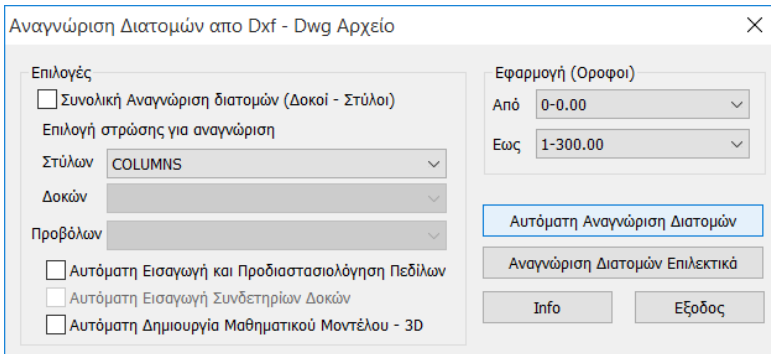 Αναγνώριση Διατομών απο Dxf - Dwg Αρχείο
Επιλογές
Συνολική Αναγνώριση διατομών (Δοκοί - Στύλοι)
Επιλογή στρώσης για αναγνώριση
Στύλων COLUMNS
Δοκών
Προβόλων
Αυτόματη Εισαγωγή και Προδιαστασιολόγηση Πεδίλων
Αυτόματη Εισαγωγή Συνδετηρίων Δοκών
Αυτόματη Δημιουργία Μαθηματικού Μοντέλου - 3D
Εφαρμογή (Οροφοι)
Από 0-0.00
Εως 1-300.00
Αυτόματη Αναγνώριση Διατομών
Αναγνώριση Διατομών Επιλεκτικά
Info Εξοδος